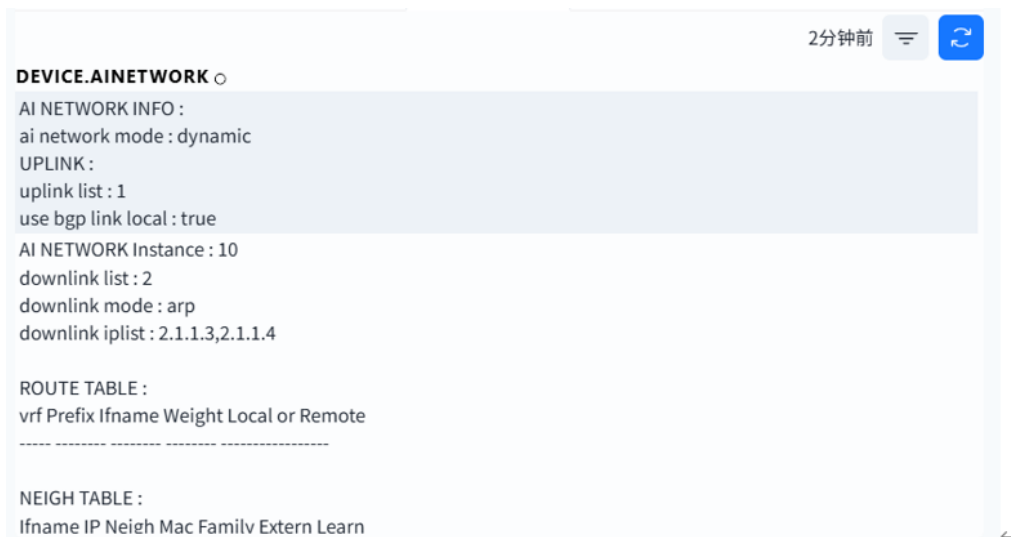 2分钟前
DEVICE.AINETWORK
AI NETWORK INFO :
ai network mode : dynamic
UPLINK :
uplink list : 1
use bgp link local : true
AI NETWORK Instance : 10
downlink list : 2
downlink mode : arp
downlink iplist : 2.1.1.3,2.1.1.4
ROUTE TABLE :
vrf Prefix Ifname Weight Local or Remote
----- -------- -------- -------- -----------------
NEIGH TABLE :
Ifname IP Neigh Mac Family Extern Learn